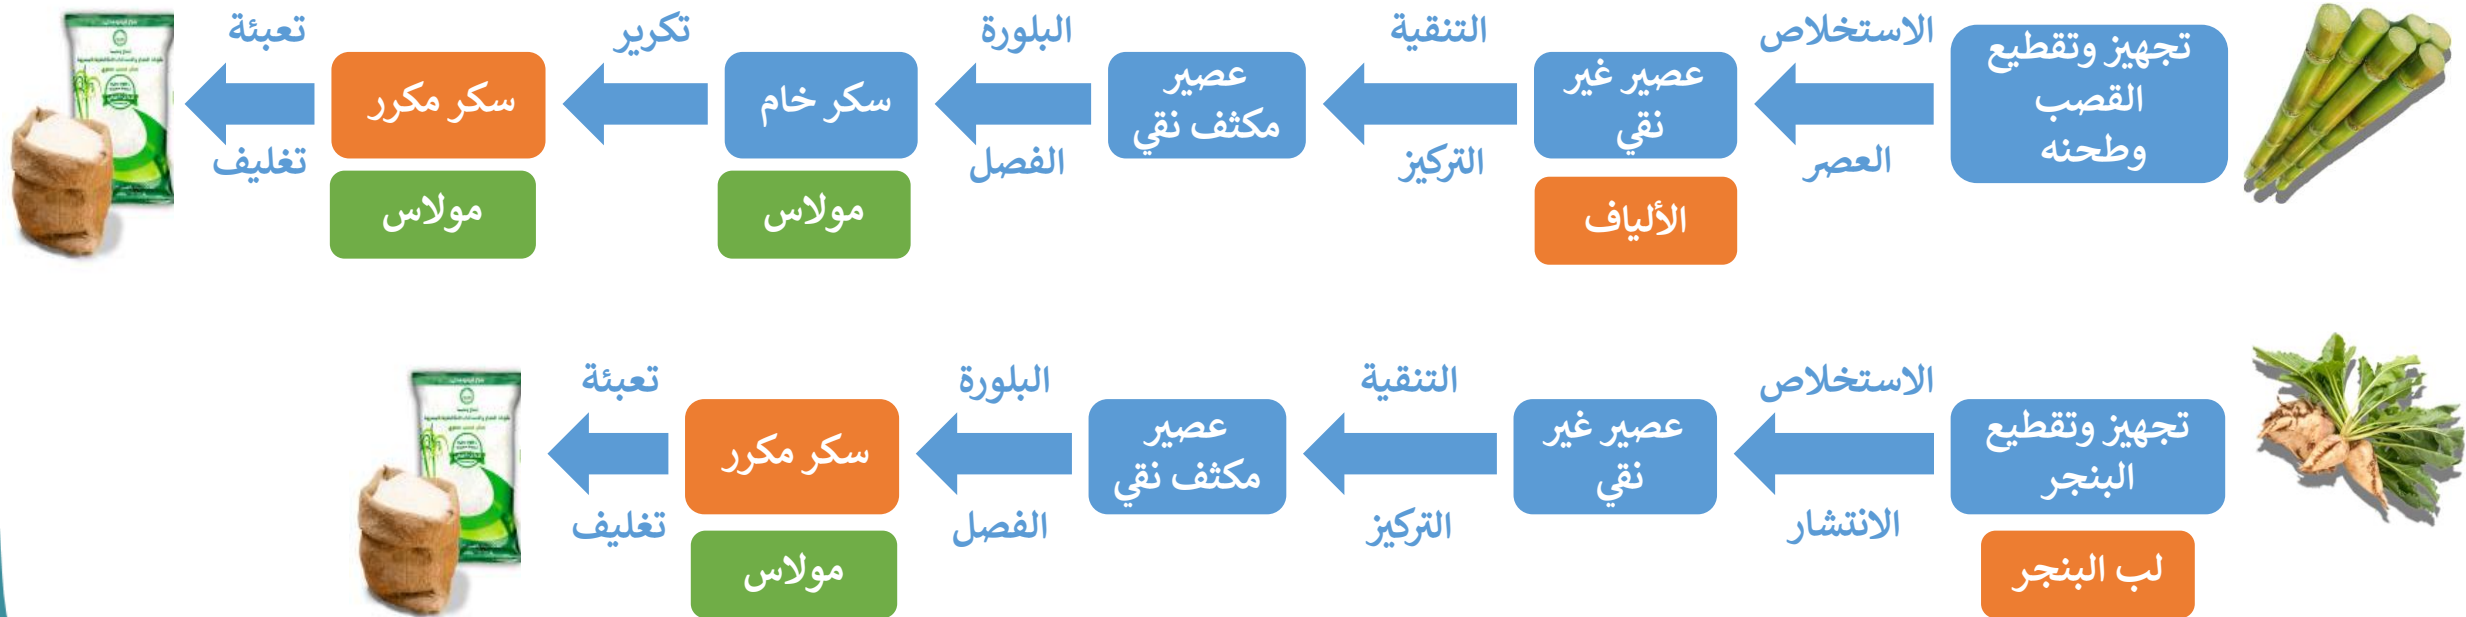 تجهيز وتقطيع
القصب
وطحنه
الاستخلاص
العصر
عصير غير
نقي
الألياف
التنقية
التركيز
عصير
مكثف نقي
البلورة
الفصل
سكر خام
مولاس
تكرير
سكر مكرر
مولاس
تعبئة
تغليف
تجهيز وتقطيع
البنجر
لب البنجر
الاستخلاص
الانتشار
عصير غير
نقي
التنقية
التركيز
عصير
مكثف نقي
البلورة
الفصل
سكر مكرر
مولاس
تعبئة
تغليف